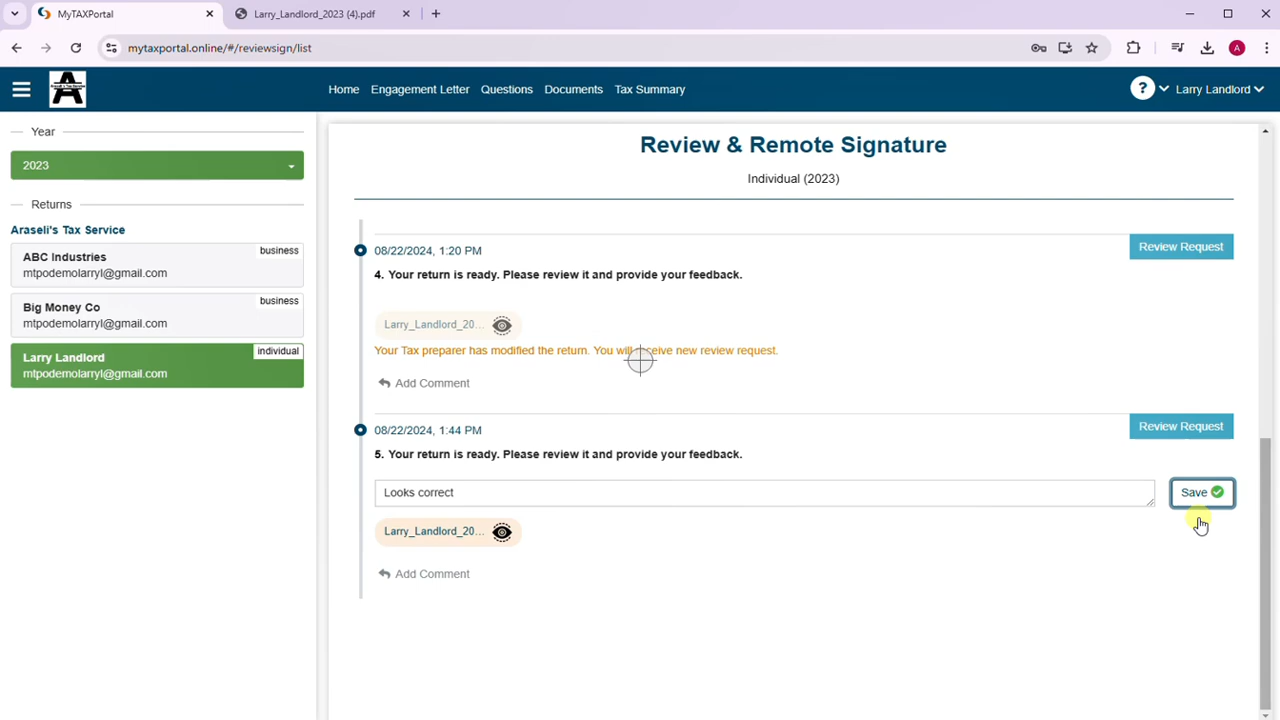 MyTAXPortal
Larry_Landlord_2023 (4).pdf
mytaxportal.online/#/reviewsign/list
A
A
Home
Engagement Letter
Questions
Documents
Tax Summary
?
Larry Landlord
Year
2023
Returns
Araseli's Tax Service
ABC Industries
business
mtpodemolarryl@gmail.com
Big Money Co
business
mtpodemolarryl@gmail.com
Larry Landlord
individual
mtpodemolarryl@gmail.com
Review & Remote Signature
Individual (2023)
08/22/2024, 1:20 PM
Review Request
4. Your return is ready. Please review it and provide your feedback.
Larry_Landlord_20...
Your Tax preparer has modified the return. You will receive new review request.
Add Comment
08/22/2024, 1:44 PM
Review Request
5. Your return is ready. Please review it and provide your feedback.
Looks correct
Save
Larry_Landlord_20...
Add Comment